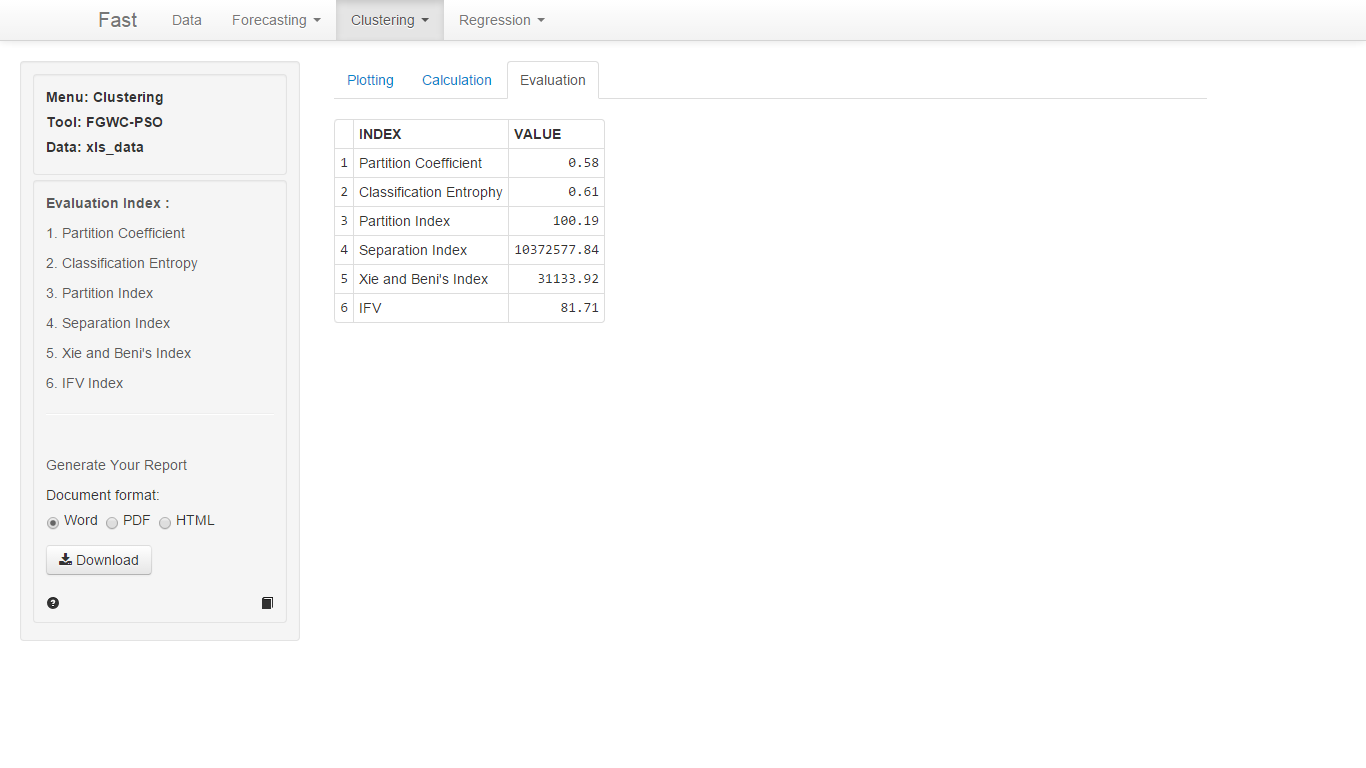 Fast Data Forecasting Clustering Regression
Menu: Clustering
Tool: FGWC-PSO
Data: xls_data
Evaluation Index :
1. Partition Coefficient
2. Classification Entropy
3. Partition Index
4. Separation Index
5. Xie and Beni's Index
6. IFV Index
Generate Your Report
Document format:
Word PDF HTML
Download
Plotting Calculation Evaluation
INDEX VALUE
1 Partition Coefficient 0.58
2 Classification Entrophy 0.61
3 Partition Index 100.19
4 Separation Index 10372577.84
5 Xie and Beni's Index 31133.92
6 IFV 81.71